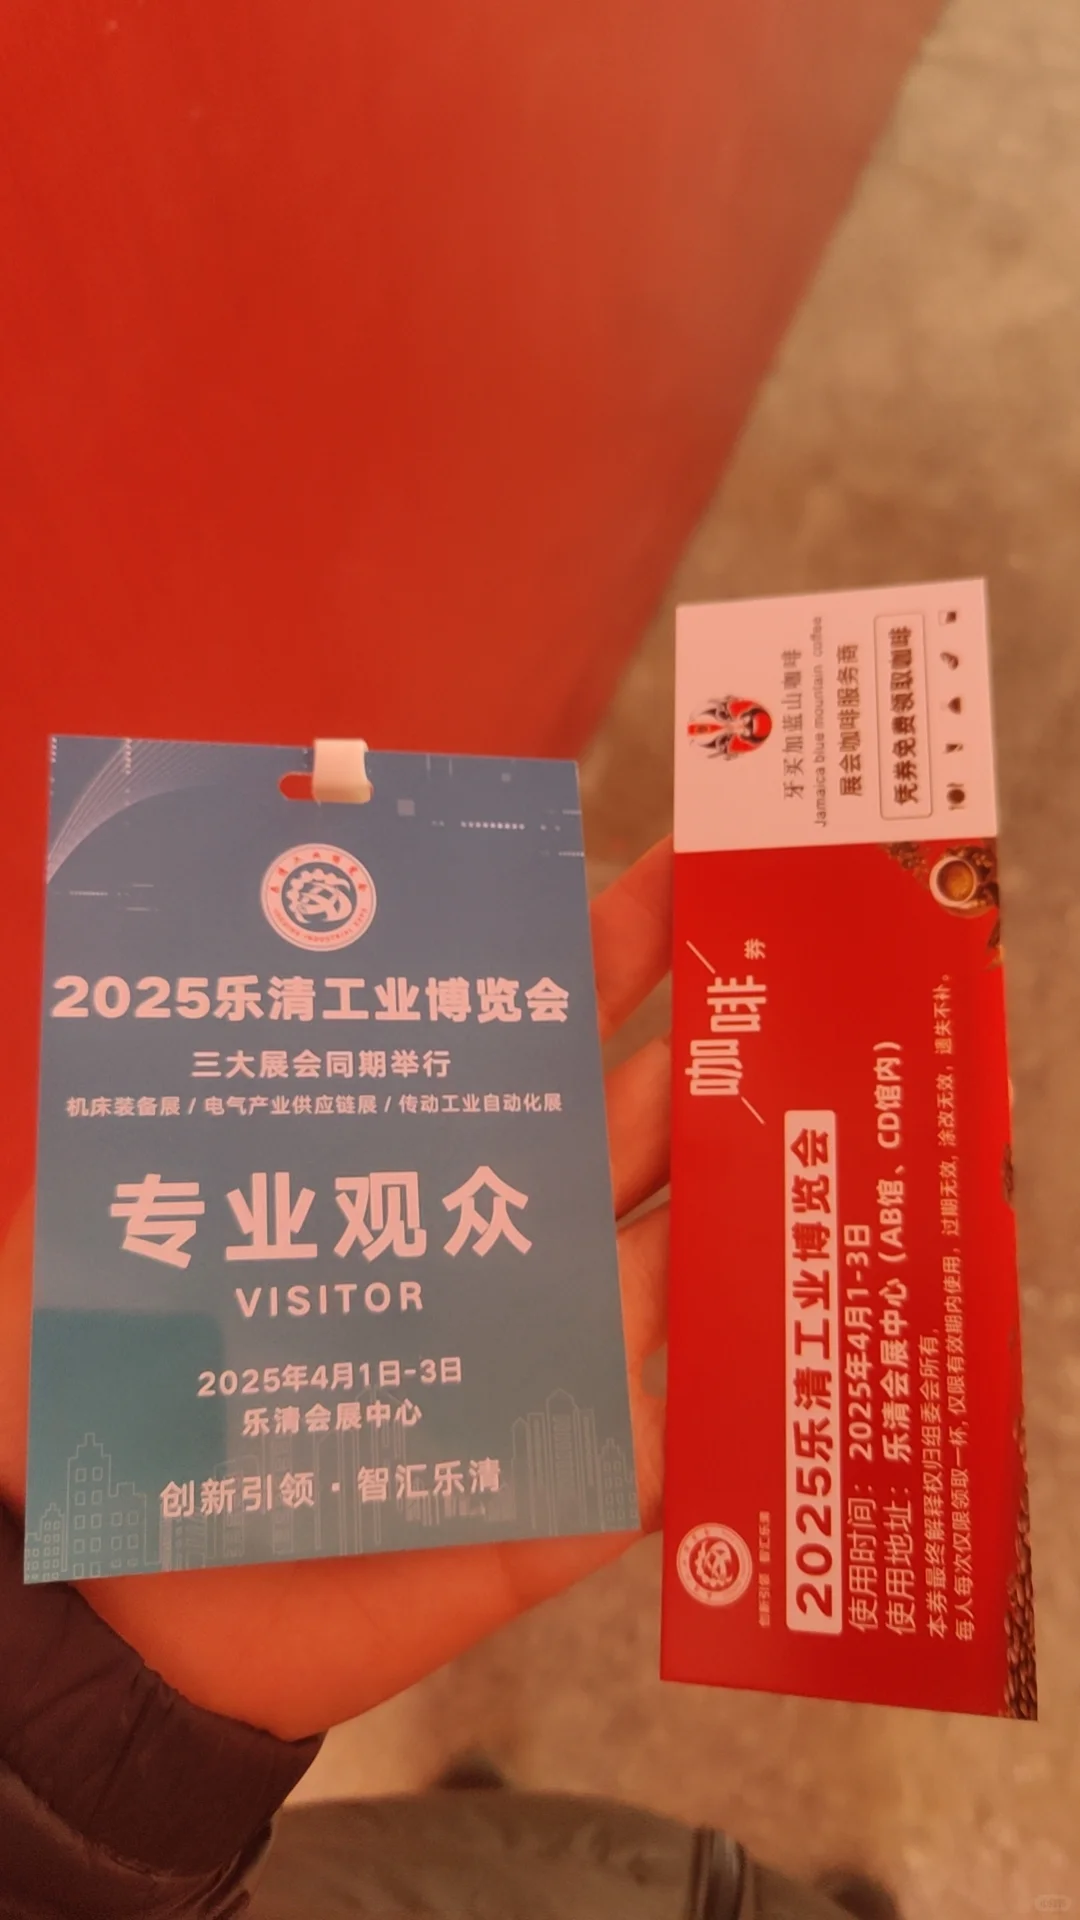 2025乐清工业博览会
三大展会同期举行
机床装备展 / 电气产业供应链展 / 传动工业自动化展
专业观众
VISITOR
2025年4月1日-3日
乐清会展中心
创新引领·智汇乐清
牙买加蓝山咖啡
Jamaica blue mountain coffee
展会咖啡服务商
凭券免费领取咖啡
咖啡券
创新引领 智汇乐清
2025乐清工业博览会
使用时间：2025年4月1-3日
使用地址：乐清会展中心（AB馆、CD馆内）
本券最终解释权归组委会所有，
每人每次仅限领取一杯，仅限有效期内使用，过期无效，涂改无效，遗失不补。